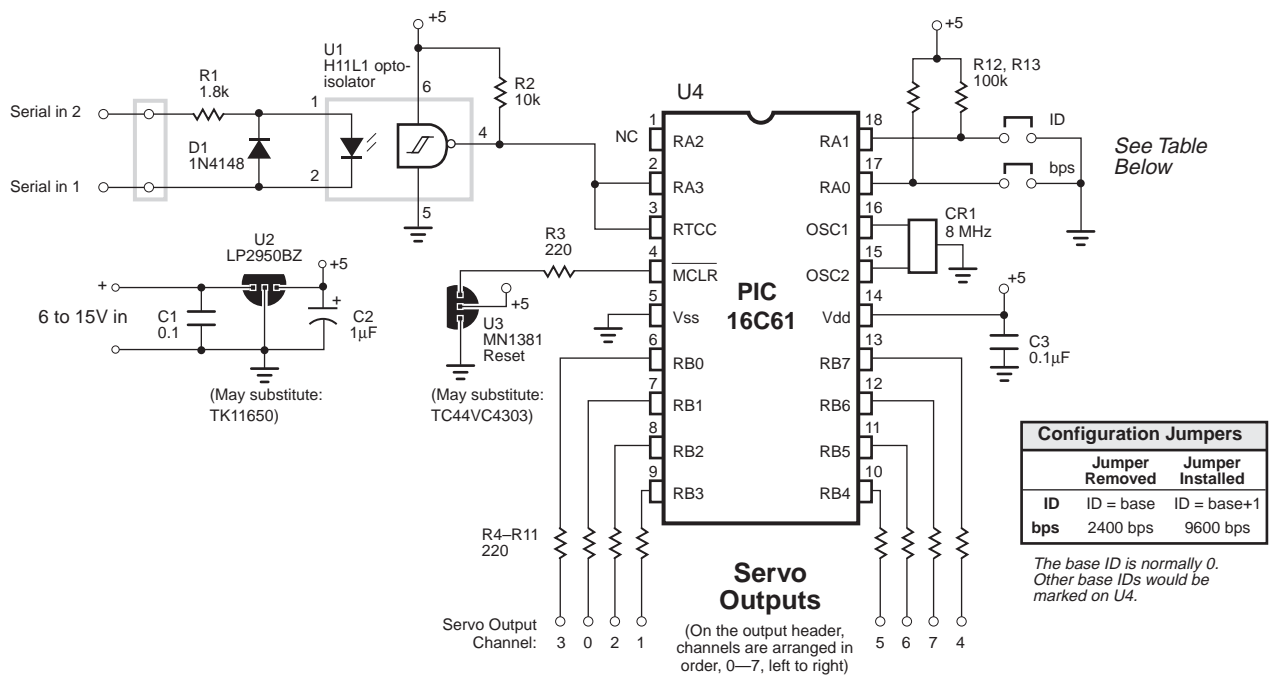 +5
U1
H11L1 opto-
isolator
R1
1.8k
Serial in 2
1
6
R2
10k
4
D1
1N4148
2
Serial in 1
5
U2
LP2950BZ
+5
+
6 to 15V in
C1
0.1
+
C2
1µF
(May substitute:
TK11650)
R3
220
+5
U3
MN1381
Reset
(May substitute:
TC44VC4303)
U4
PIC
16C61
NC
1
RA2
2
RA3
3
RTCC
4
MCLR
5
Vss
6
RB0
7
RB1
8
RB2
9
RB3
18
RA1
17
RA0
16
OSC1
15
OSC2
14
Vdd
13
RB7
12
RB6
11
RB5
10
RB4
+5
R12, R13
100k
ID
bps
See Table
Below
CR1
8 MHz
+5
C3
0.1µF
R4–R11
220
Servo
Outputs
(On the output header,
channels are arranged in
order, 0—7, left to right)
Servo Output
Channel: 3 0 2 1 5 6 7 4
Configuration Jumpers
Jumper Removed Jumper Installed
ID ID = base ID = base+1
bps 2400 bps 9600 bps
The base ID is normally 0.
Other base IDs would be
marked on U4.